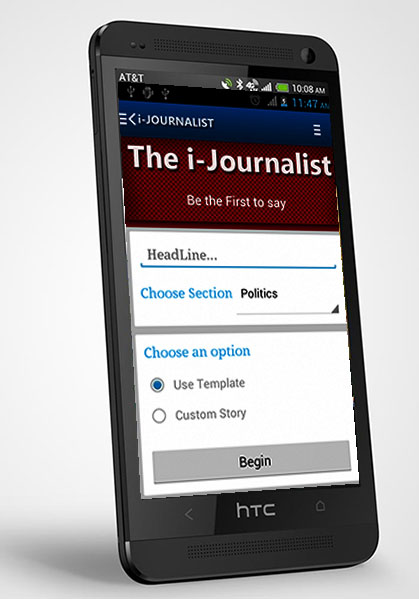 AT&T 10:08 AM
11:47 AM
i-JOURNALIST
The i-Journalist
Be the First to say
HeadLine...
Choose Section Politics
Choose an option
Use Template
Custom Story
Begin
hTC